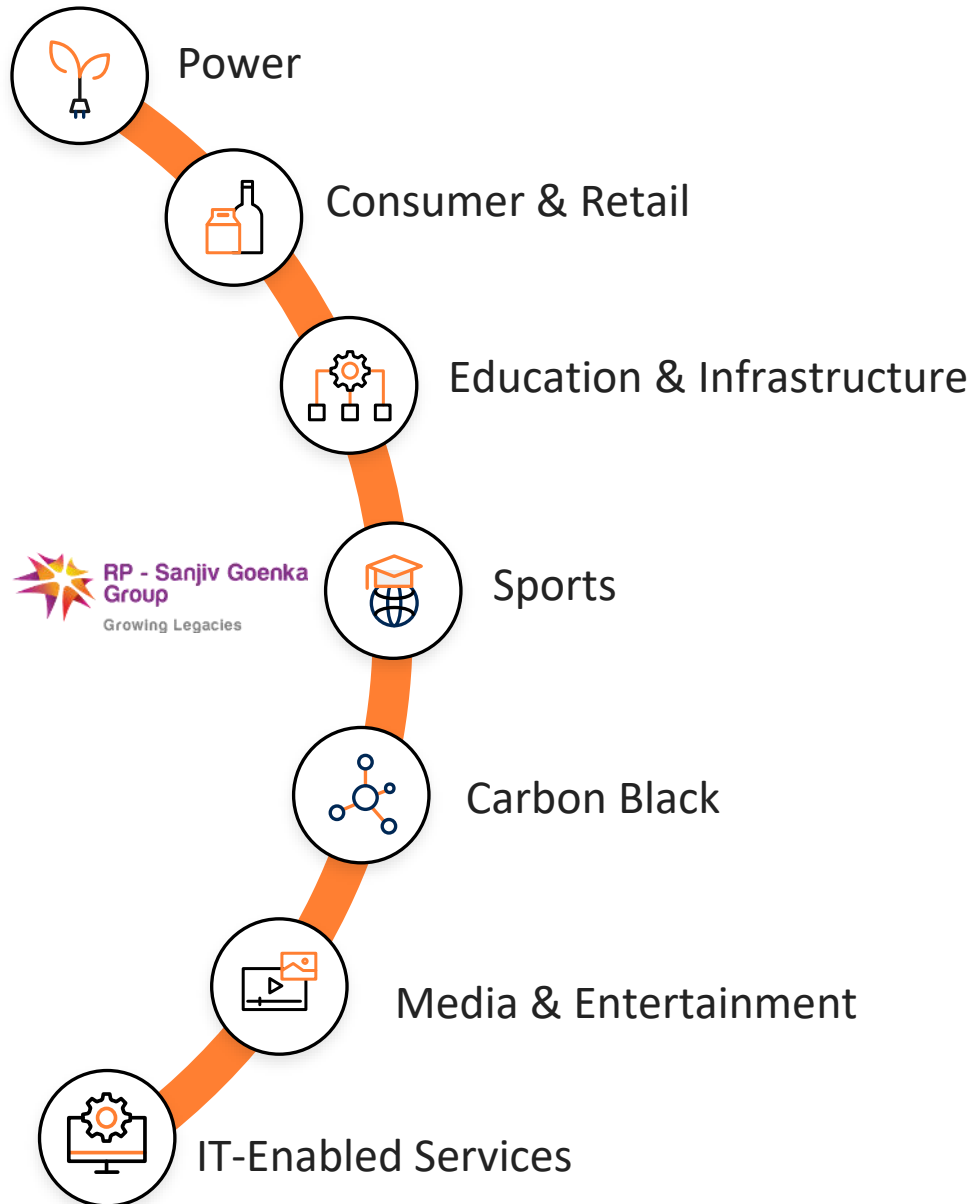 Power
Consumer & Retail
Education & Infrastructure
RP - Sanjiv Goenka
Group
Growing Legacies
Sports
Carbon Black
Media & Entertainment
IT-Enabled Services